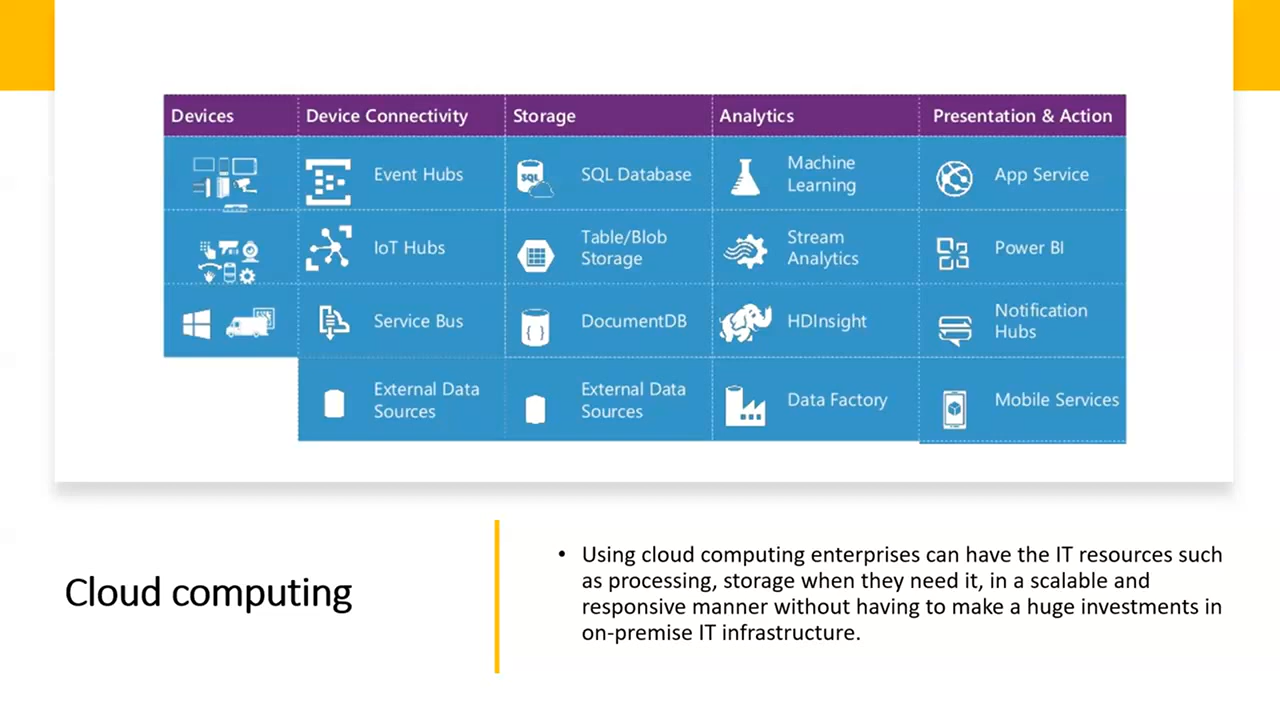 Devices Device Connectivity Storage Analytics Presentation & Action
Event Hubs SQL Database Machine Learning App Service
IoT Hubs Table/Blob Storage Stream Analytics Power BI
Service Bus DocumentDB HDInsight Notification Hubs
External Data Sources External Data Sources Data Factory Mobile Services
SQL
{ }
Cloud computing
• Using cloud computing enterprises can have the IT resources such
as processing, storage when they need it, in a scalable and
responsive manner without having to make a huge investments in
on-premise IT infrastructure.